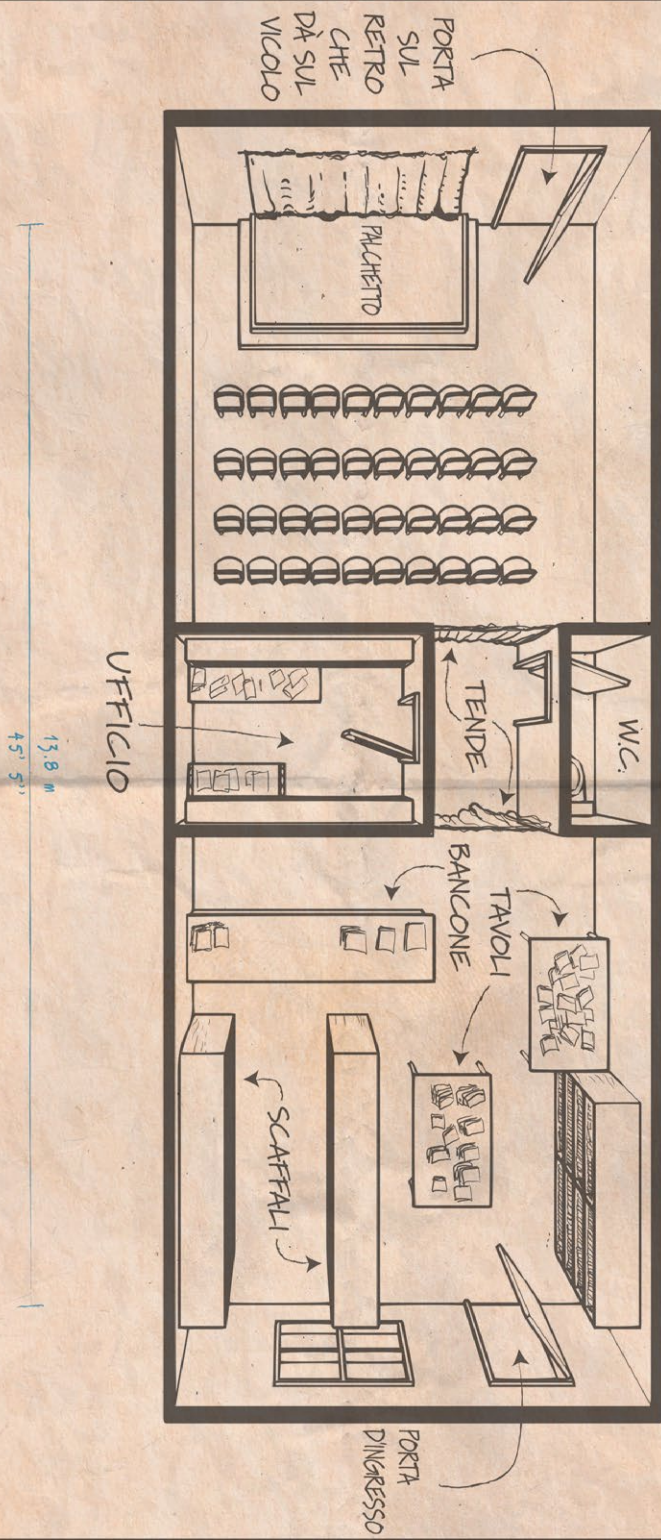 W.C.
PORTA
SUL
RETRO
CHE
DÀ SUL
VICOLO
PALCHETTO
TENDE
TAVOLI
BANCONE
PORTA
D'INGRESSO
SCAFFALI
UFFICIO
13.8 m
45' 5"